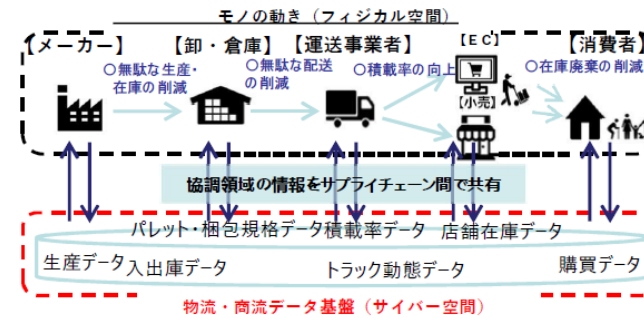 モノの動き（フィジカル空間）
【メーカー】
【卸・倉庫】
【運送事業者】
【EC】
【消費者】
○無駄な生産・
在庫の削減
○無駄な配送
の削減
○積載率の向上
【小売】
○在庫廃棄の削減
協調領域の情報をサプライチェーン間で共有
パレット・梱包規格データ
積載率データ
店舗在庫データ
生産データ
入出庫データ
トラック動態データ
購買データ
物流・商流データ基盤（サイバー空間）